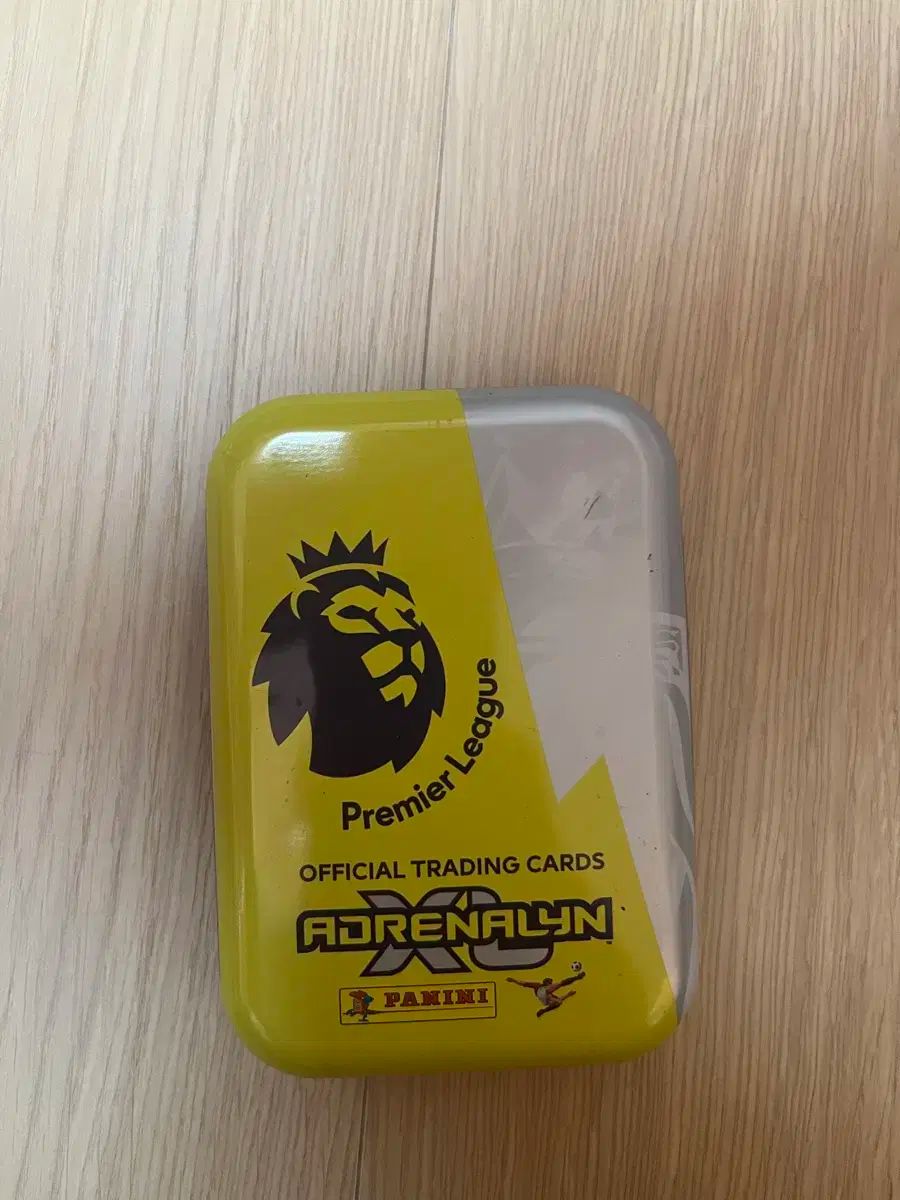 Premier League
OFFICIAL TRADING CARDS
ADRENALYN
XL
PANINI